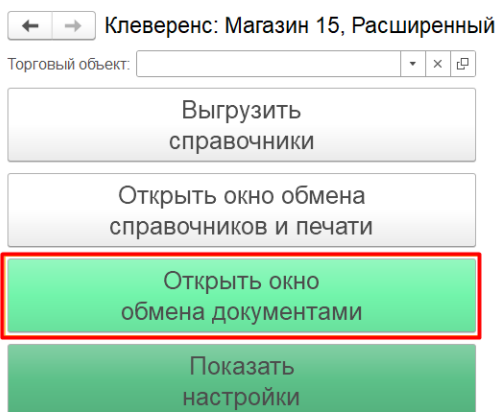 Клеверенс: Магазин 15, Расширенный
Торговый объект:
Выгрузить
справочники
Открыть окно обмена
справочников и печати
Открыть окно
обмена документами
Показать
настройки